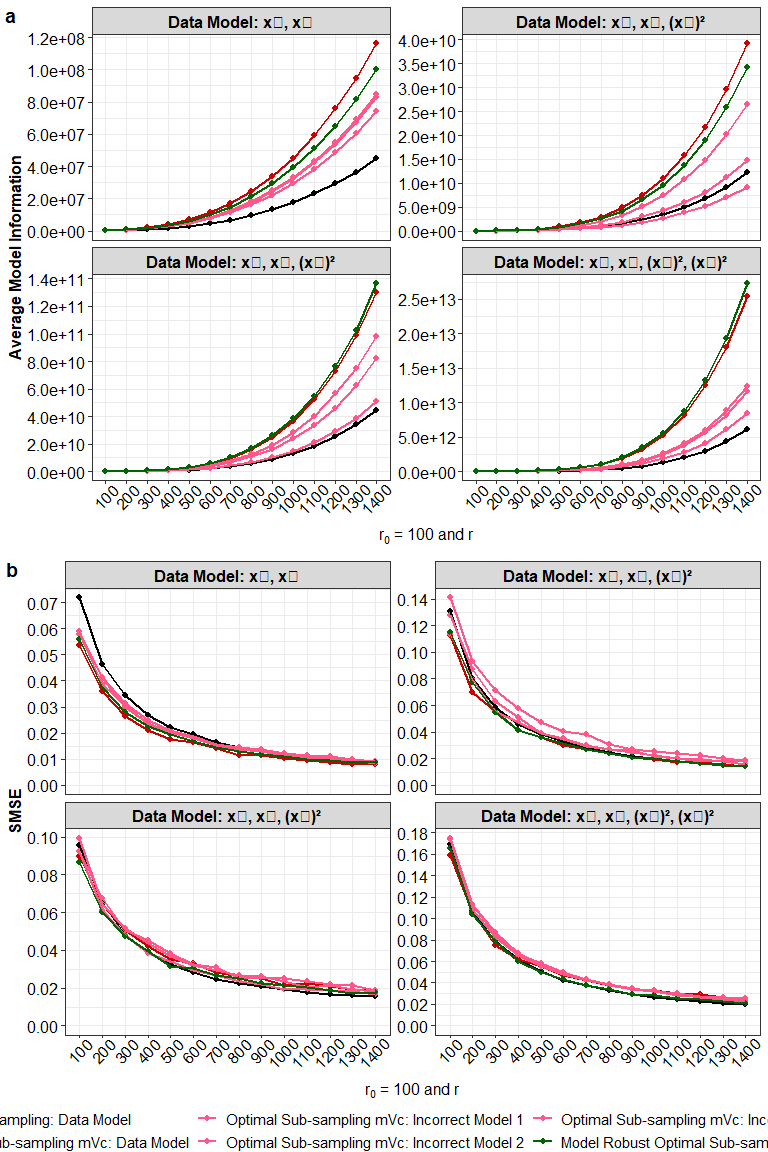 a
Data Model: x▯, x▯
Data Model: x▯, x▯, (x▯)²
1.2e+08
1.0e+08
8.0e+07
6.0e+07
4.0e+07
2.0e+07
0.0e+00
4.0e+10
3.5e+10
3.0e+10
2.5e+10
2.0e+10
1.5e+10
1.0e+10
5.0e+09
0.0e+00
Average Model Information
Data Model: x▯, x▯, (x▯)²
Data Model: x▯, x▯, (x▯)², (x▯)²
1.4e+11
1.2e+11
1.0e+11
8.0e+10
6.0e+10
4.0e+10
2.0e+10
0.0e+00
2.5e+13
2.0e+13
1.5e+13
1.0e+13
5.0e+12
0.0e+00
100 200 300 400 500 600 700 800 900 1000 1100 1200 1300 1400
100 200 300 400 500 600 700 800 900 1000 1100 1200 1300 1400
r₀ = 100 and r
b
Data Model: x▯, x▯
Data Model: x▯, x▯, (x▯)²
0.07
0.06
0.05
0.04
0.03
0.02
0.01
0.00
0.14
0.12
0.10
0.08
0.06
0.04
0.02
0.00
SMSE
Data Model: x▯, x▯, (x▯)²
Data Model: x▯, x▯, (x▯)², (x▯)²
0.10
0.08
0.06
0.04
0.02
0.00
0.18
0.16
0.14
0.12
0.10
0.08
0.06
0.04
0.02
0.00
100 200 300 400 500 600 700 800 900 1000 1100 1200 1300 1400
100 200 300 400 500 600 700 800 900 1000 1100 1200 1300 1400
r₀ = 100 and r
ampling: Data Model
Optimal Sub-sampling mVc: Incorrect Model 1
Optimal Sub-sampling mVc: Inc
ub-sampling mVc: Data Model
Optimal Sub-sampling mVc: Incorrect Model 2
Model Robust Optimal Sub-sam